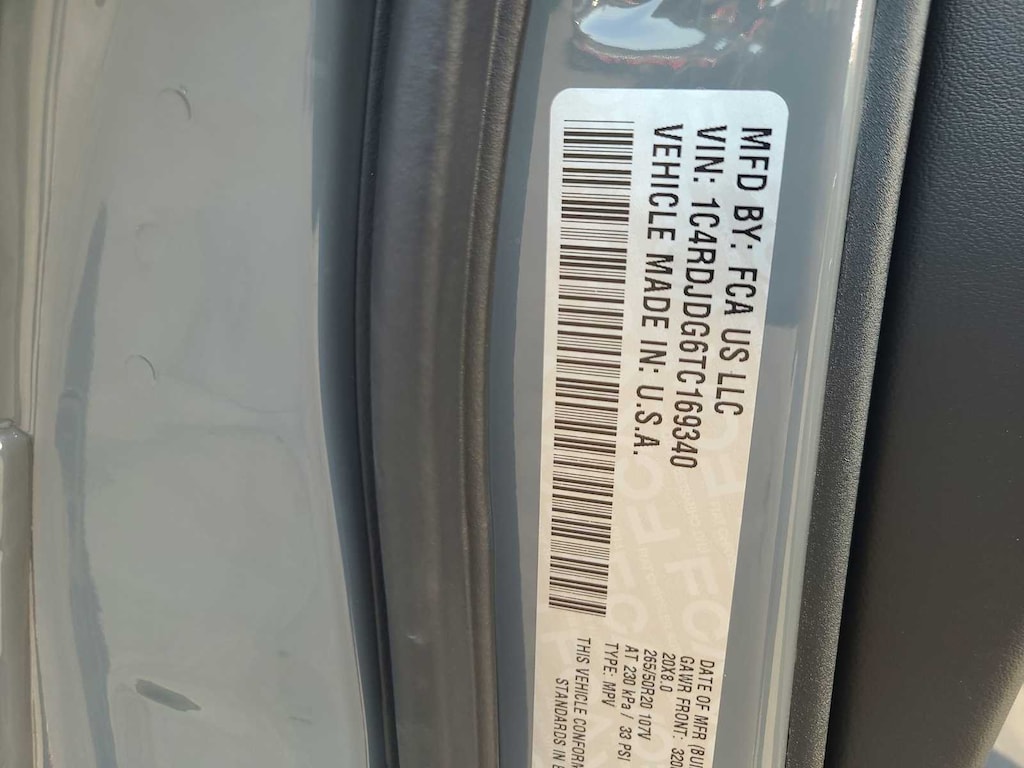 MFD BY: FCA US LLC
VIN: 1C4RDJDG6TC169340
VEHICLE MADE IN: U.S.A.
DATE OF MFR
GAWR FRONT:
20X8.0
265/50R20 107V
AT 230 kPa / 33 PSI
TYPE: MPV
THIS VEHICLE
STANDARDS IN